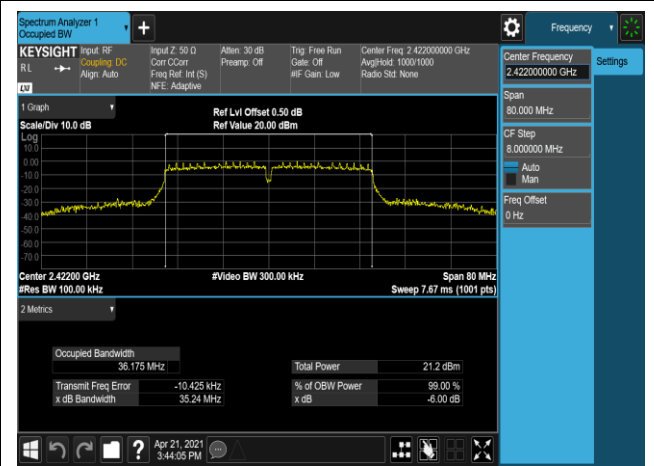 Spectrum Analyzer 1
Occupied BW
Frequency
KEYSIGHT
RL
LXI
Input: RF
Coupling: DC
Align: Auto
Input Z: 50 Ω
Corr CCorr
Freq Ref: Int (S)
NFE: Adaptive
Atten: 30 dB
Preamp: Off
Trig: Free Run
Gate: Off
#IF Gain: Low
Center Freq: 2.422000000 GHz
Avg|Hold: 1000/1000
Radio Std: None
Center Frequency
2.422000000 GHz
Settings
Span
80.000 MHz
CF Step
8.000000 MHz
Auto
Man
Freq Offset
0 Hz
1 Graph
Scale/Div 10.0 dB
Ref Lvl Offset 0.50 dB
Ref Value 20.00 dBm
Log
10.0
0.00
-10.0
-20.0
-30.0
-40.0
-50.0
-60.0
-70.0
Center 2.42200 GHz
#Video BW 300.00 kHz
Span 80 MHz
#Res BW 100.00 kHz
Sweep 7.67 ms (1001 pts)
2 Metrics
Occupied Bandwidth
36.175 MHz
Total Power 21.2 dBm
Transmit Freq Error -10.425 kHz
% of OBW Power 99.00 %
x dB Bandwidth 35.24 MHz
x dB -6.00 dB
?
Apr 21, 2021
3:44:05 PM